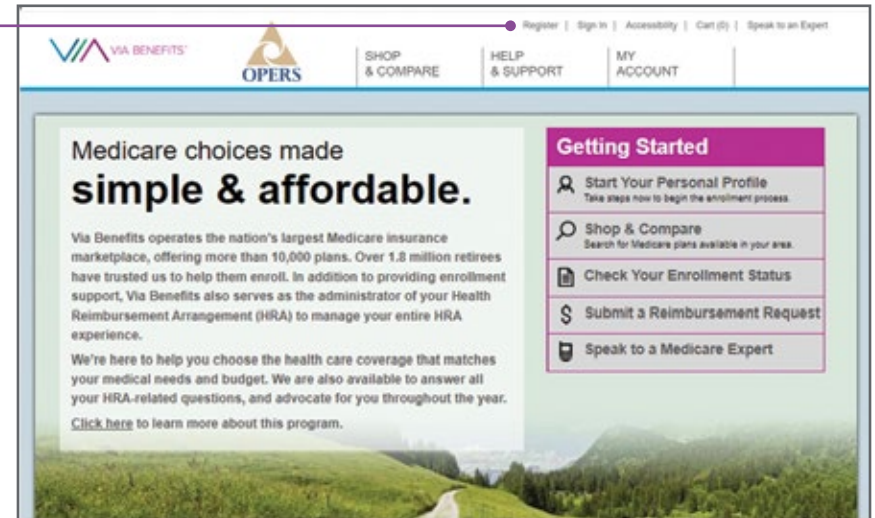 Register | Sign In | Accessibility | Cart (0) | Speak to an Expert
VIA BENEFITS
OPERS
SHOP
& COMPARE
HELP
& SUPPORT
MY
ACCOUNT
Medicare choices made
simple & affordable.
Via Benefits operates the nation's largest Medicare insurance
marketplace, offering more than 10,000 plans. Over 1.8 million retirees
have trusted us to help them enroll. In addition to providing enrollment
support, Via Benefits also serves as the administrator of your Health
Reimbursement Arrangement (HRA) to manage your entire HRA
experience.
We're here to help you choose the health care coverage that matches
your medical needs and budget. We are also available to answer all
your HRA-related questions, and advocate for you throughout the year.
Click here to learn more about this program.
Getting Started
Start Your Personal Profile
Take steps now to begin the enrollment process.
Shop & Compare
Search for Medicare plans available in your area.
Check Your Enrollment Status
Submit a Reimbursement Request
Speak to a Medicare Expert